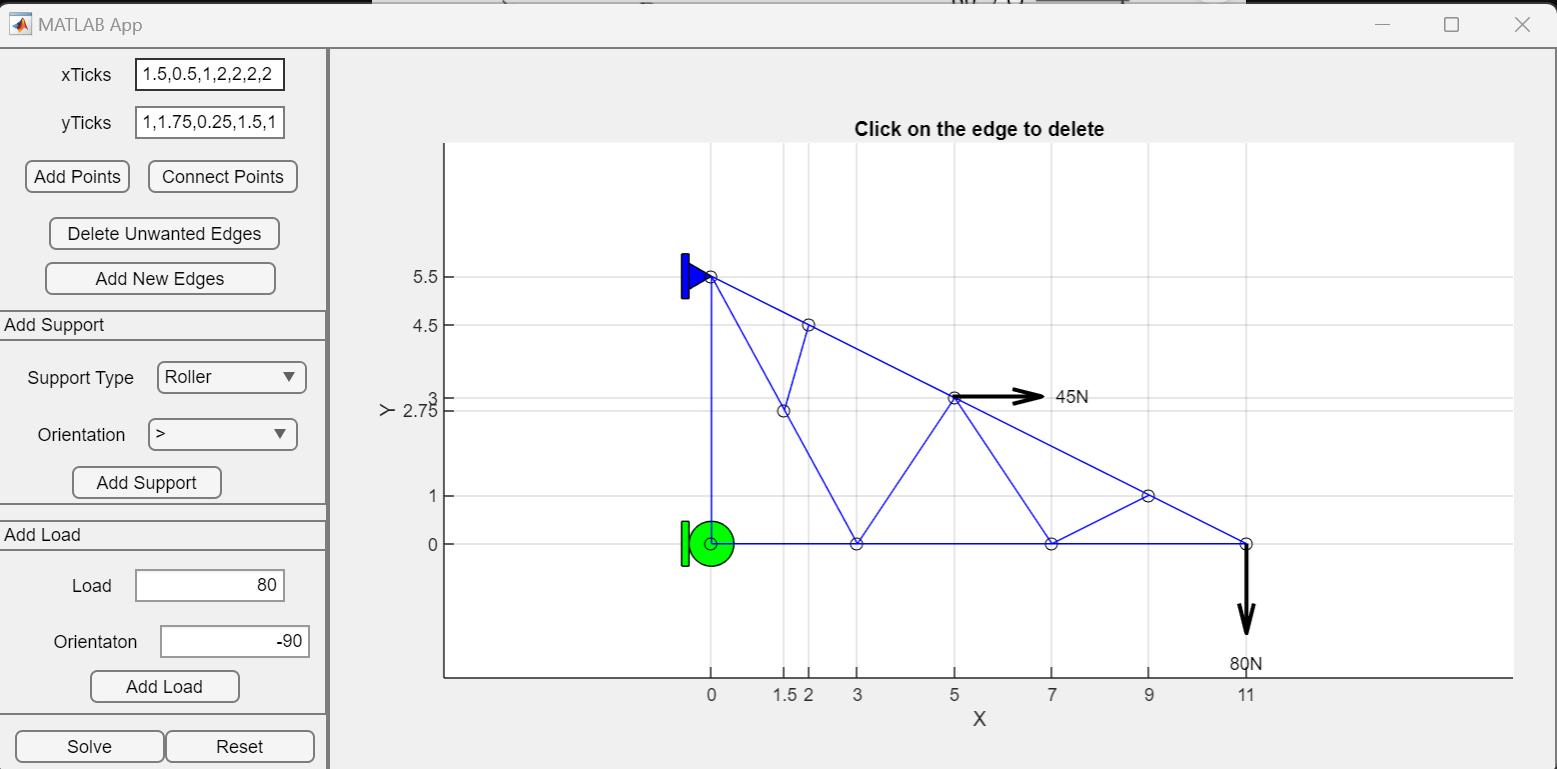 MATLAB App
xTicks 1.5,0.5,1,2,2,2,2
yTicks 1,1.75,0.25,1.5,1
Add Points Connect Points
Delete Unwanted Edges
Add New Edges
Add Support
Support Type Roller
Orientation >
Add Support
Add Load
Load 80
Orientaton -90
Add Load
Solve Reset
Click on the edge to delete
5.5
4.5
3
2.75
Y
1
0
45N
80N
0 1.5 2 3 5 7 9 11
X